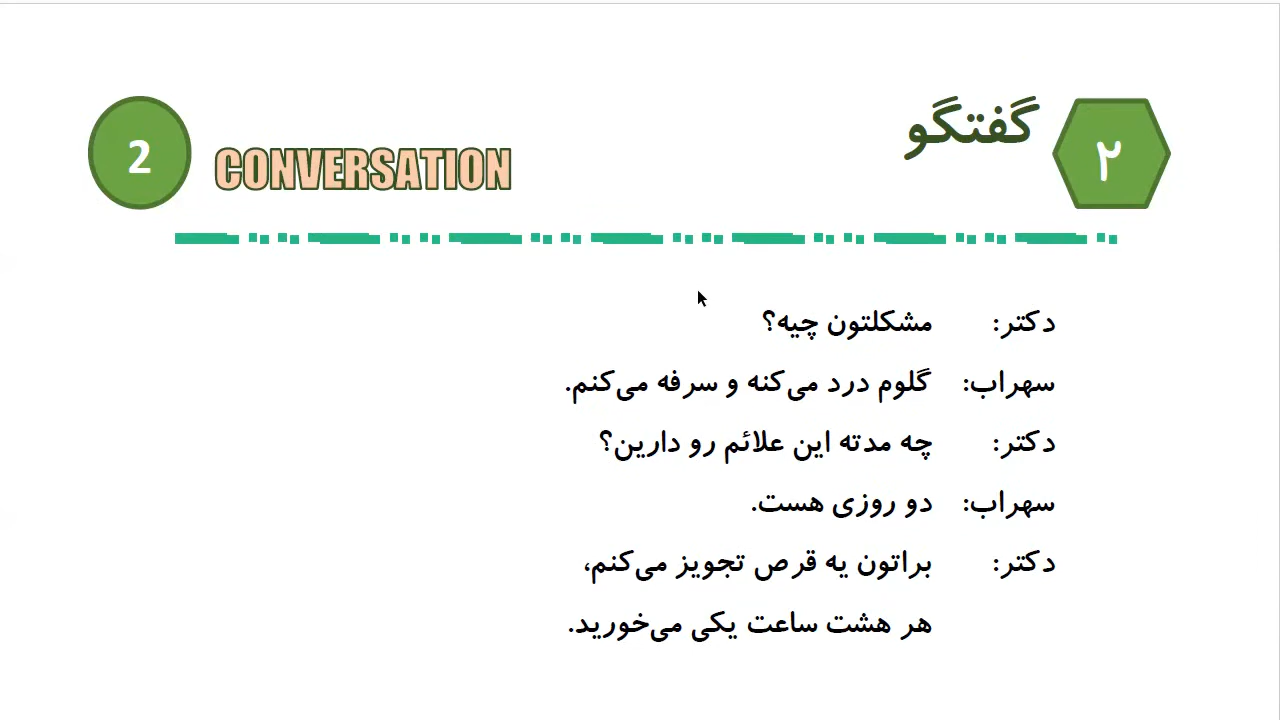 2
CONVERSATION
گفتگو
۲
دکتر: مشکلتون چیه؟
سهراب: گلوم درد می‌کنه و سرفه می‌کنم.
دکتر: چه مدته این علائم رو دارین؟
سهراب: دو روزی هست.
دکتر: براتون یه قرص تجویز می‌کنم،
هر هشت ساعت یکی می‌خورید.